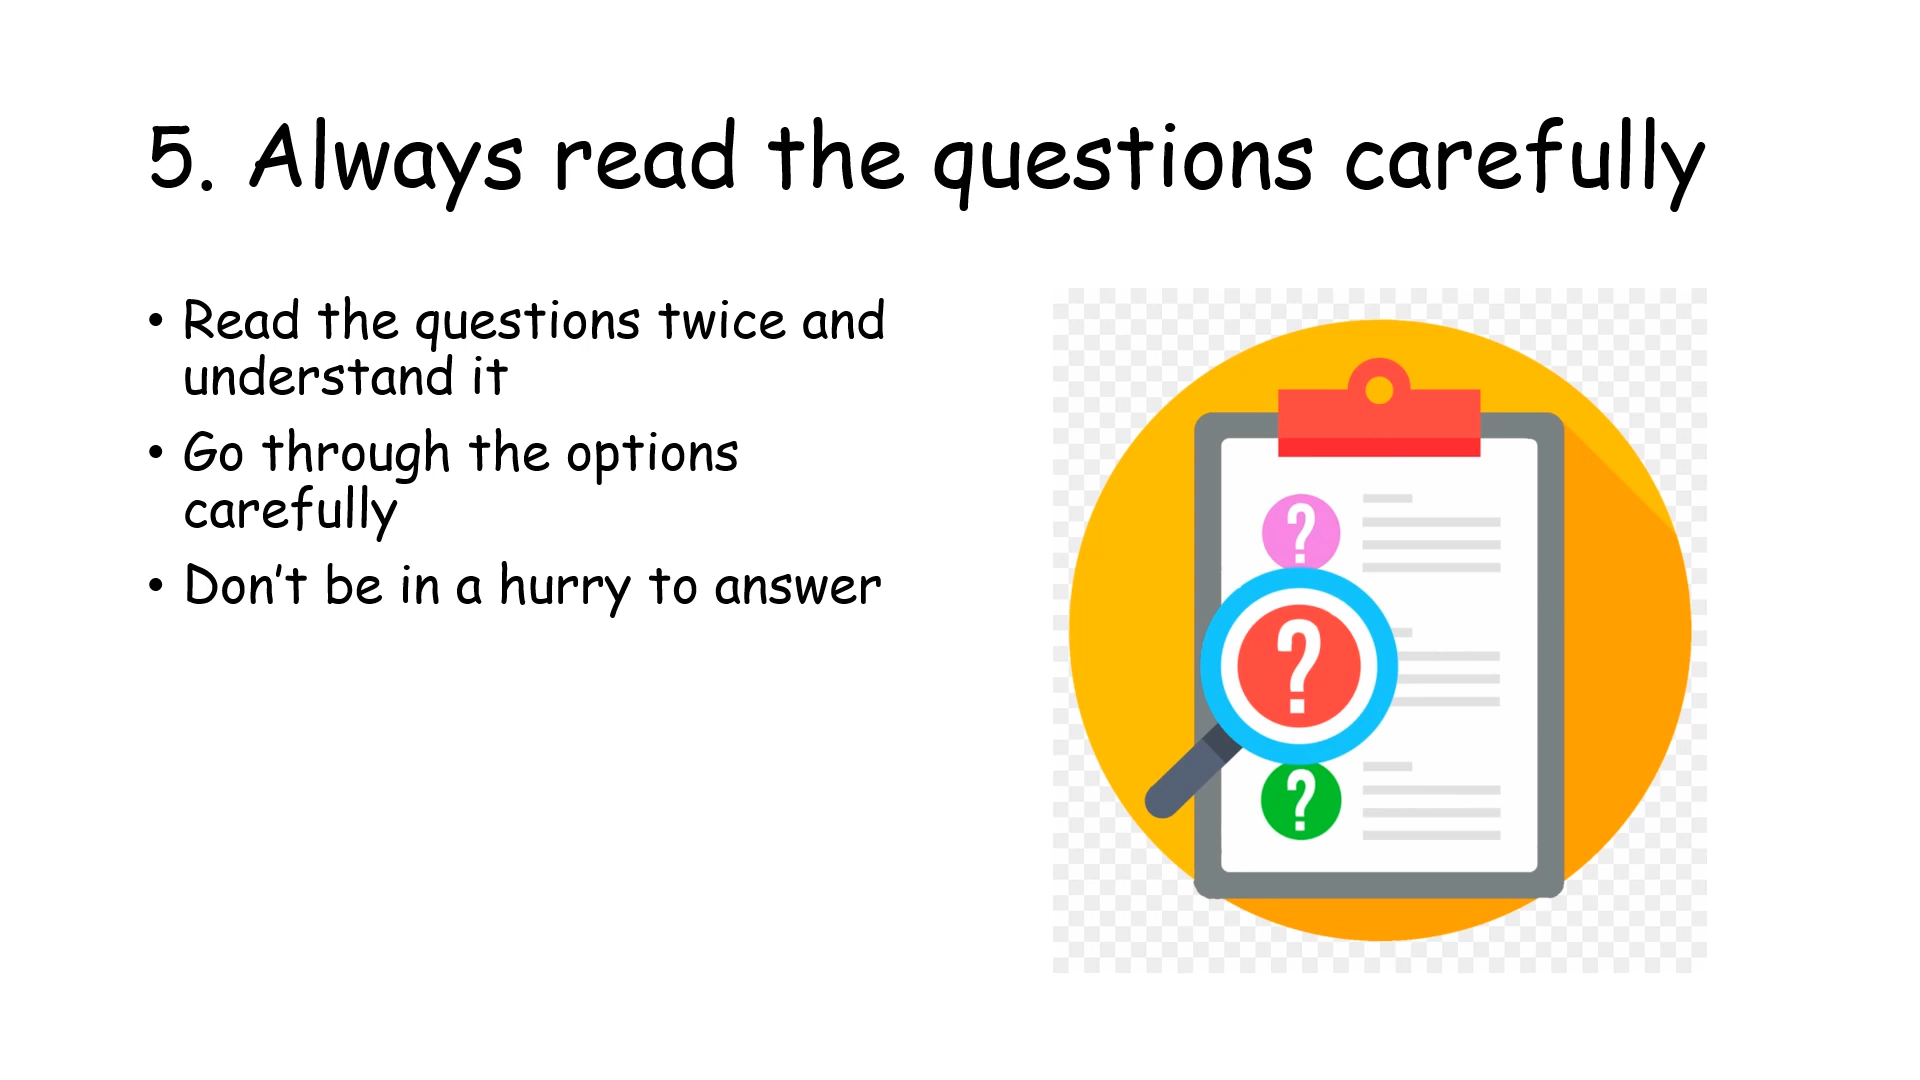 5. Always read the questions carefully
• Read the questions twice and
understand it
• Go through the options
carefully
• Don’t be in a hurry to answer
?
?
?